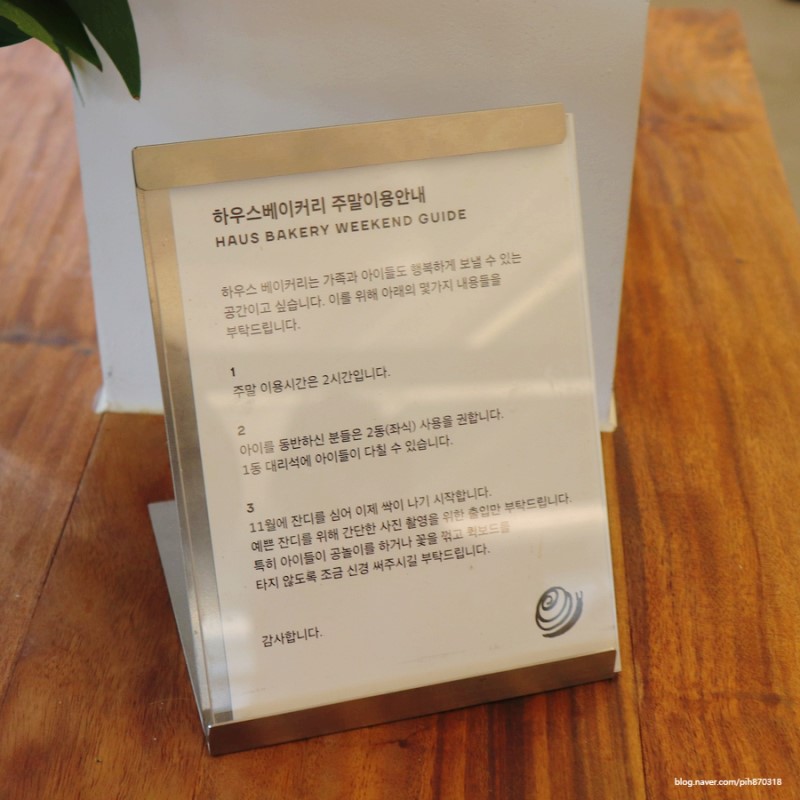 하우스베이커리 주말이용안내
HAUS BAKERY WEEKEND GUIDE
하우스 베이커리는 가족과 아이들도 행복하게 보낼 수 있는
공간이고 싶습니다. 이를 위해 아래의 몇가지 내용들을
부탁드립니다.
1
주말 이용시간은 2시간입니다.
2
아이를 동반하신 분들은 2동(좌식) 사용을 권합니다.
1동 대리석에 아이들이 다칠 수 있습니다.
3
11월에 잔디를 심어 이제 싹이 나기 시작합니다.
예쁜 잔디를 위해 간단한 사진 촬영을 위한 출입만 부탁드립니다.
특히 아이들이 공놀이를 하거나 꽃을 꺾고 퀵보드를
타지 않도록 조금 신경 써주시길 부탁드립니다.
감사합니다.
blog.naver.com/pih870318